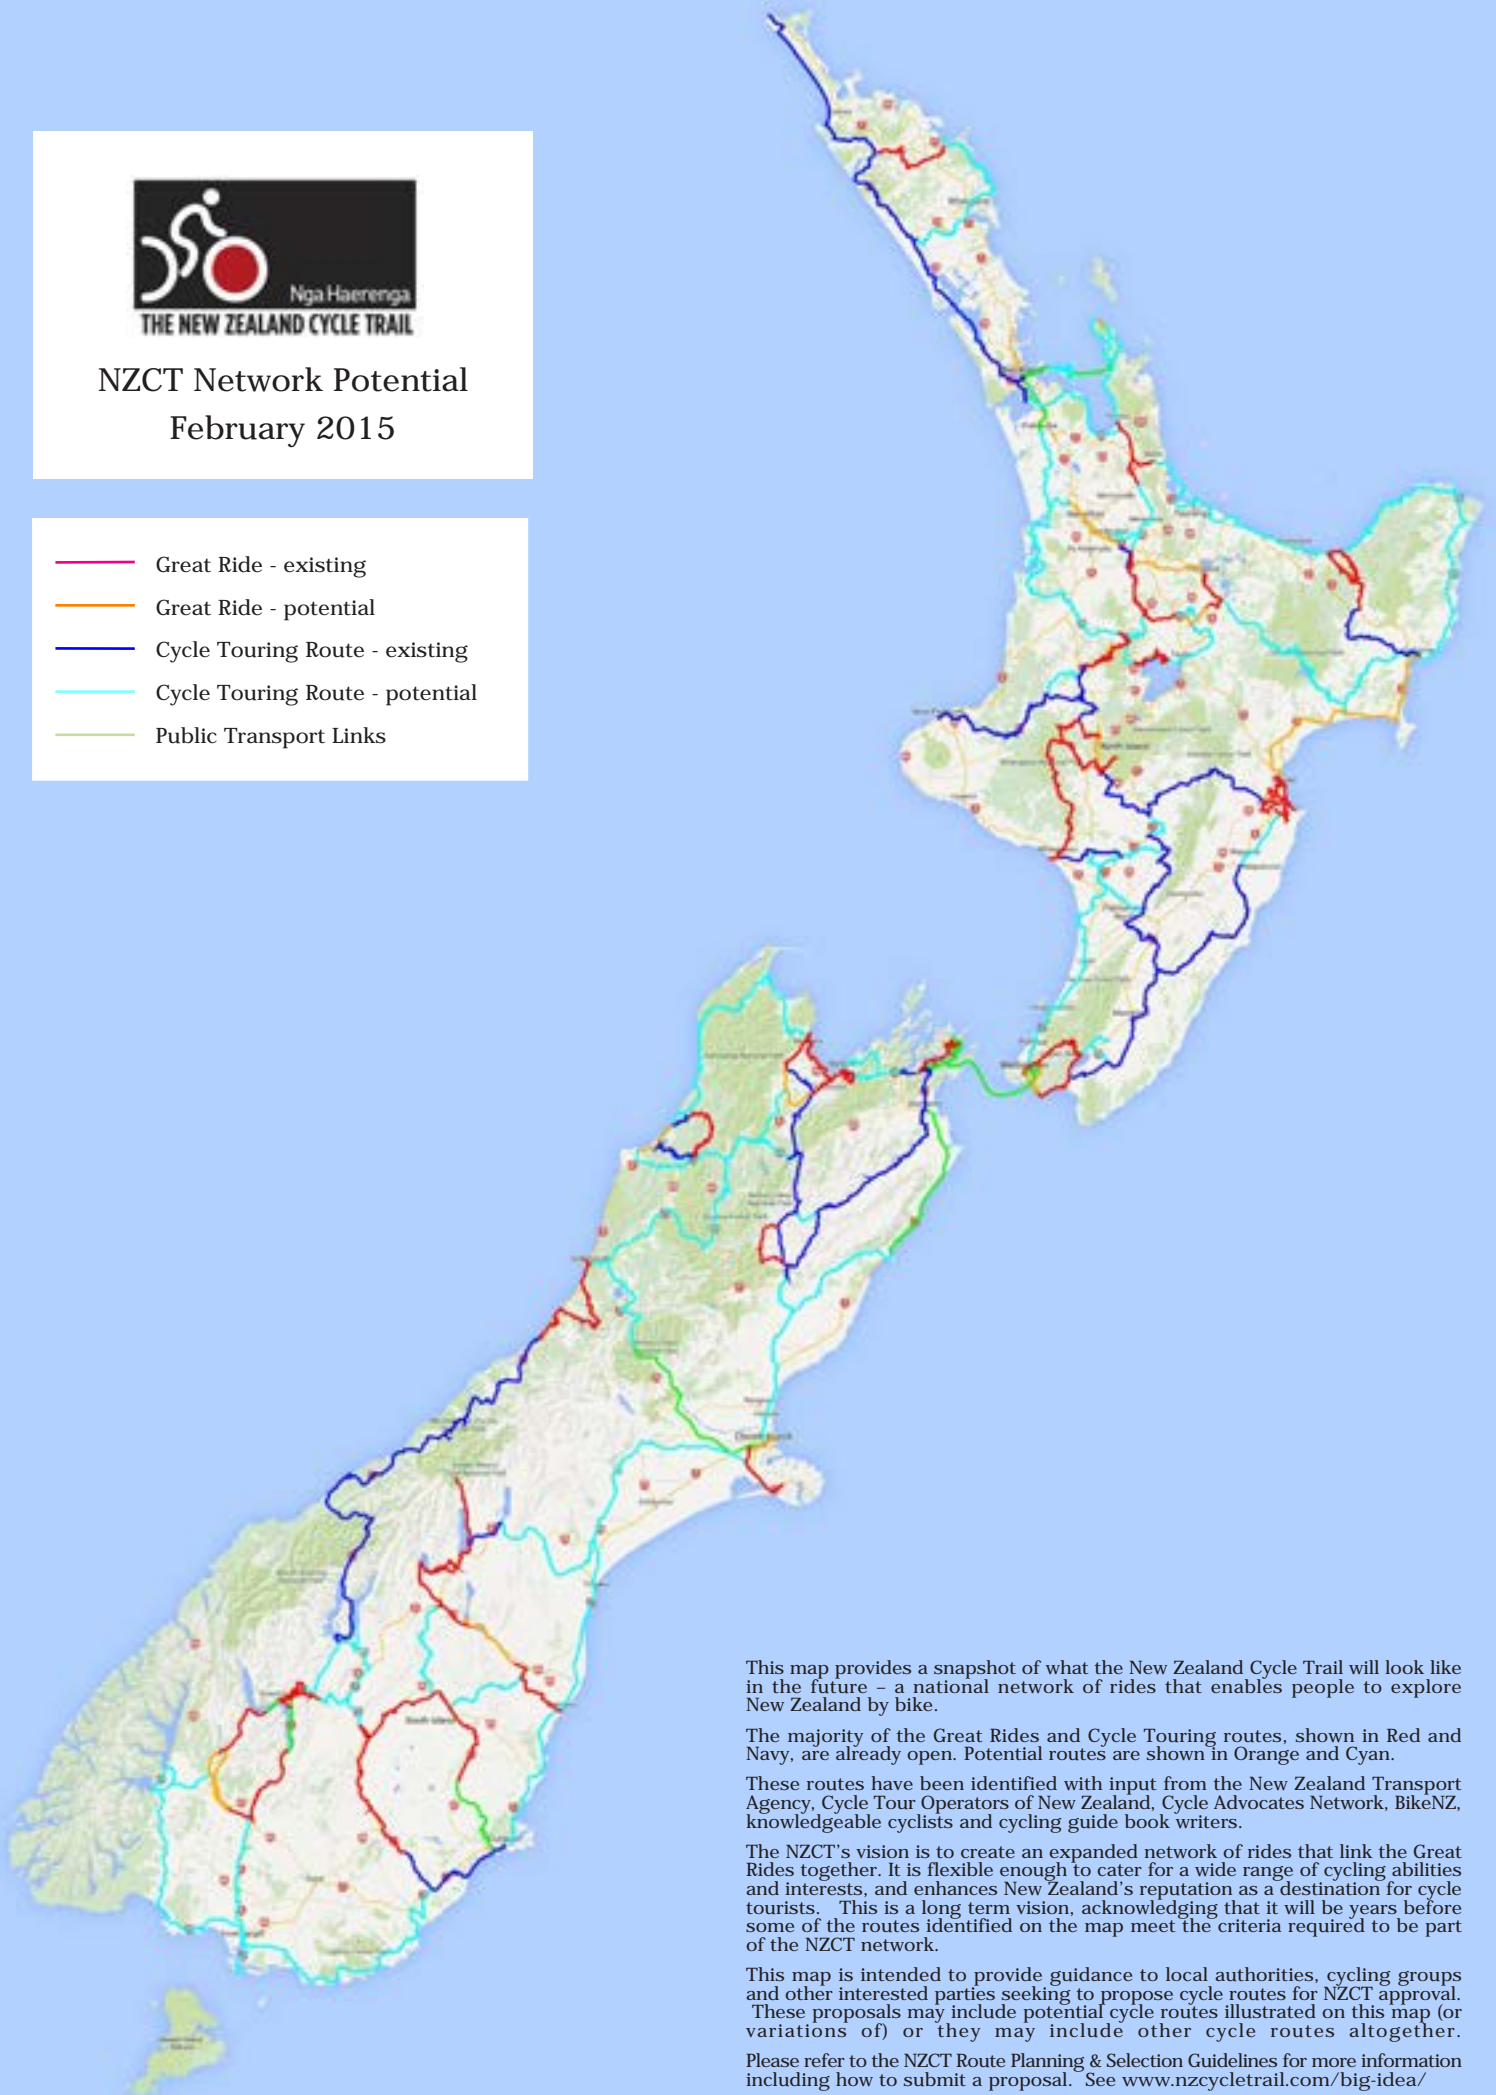 Nga Haerenga
THE NEW ZEALAND CYCLE TRAIL
NZCT Network Potential
February 2015
Great Ride - existing
Great Ride - potential
Cycle Touring Route - existing
Cycle Touring Route - potential
Public Transport Links
This map provides a snapshot of what the New Zealand Cycle Trail will look like
in the future – a national network of rides that enables people to explore
New Zealand by bike.
The majority of the Great Rides and Cycle Touring routes, shown in Red and
Navy, are already open. Potential routes are shown in Orange and Cyan.
These routes have been identified with input from the New Zealand Transport
Agency, Cycle Tour Operators of New Zealand, Cycle Advocates Network, BikeNZ,
knowledgeable cyclists and cycling guide book writers.
The NZCT's vision is to create an expanded network of rides that link the Great
Rides together. It is flexible enough to cater for a wide range of cycling abilities
and interests, and enhances New Zealand's reputation as a destination for cycle
tourists. This is a long term vision, acknowledging that it will be years before
some of the routes identified on the map meet the criteria required to be part
of the NZCT network.
This map is intended to provide guidance to local authorities, cycling groups
and other interested parties seeking to propose cycle routes for NZCT approval.
These proposals may include potential cycle routes illustrated on this map (or
variations of) or they may include other cycle routes altogether.
Please refer to the NZCT Route Planning & Selection Guidelines for more information
including how to submit a proposal. See www.nzcycletrail.com/big-idea/